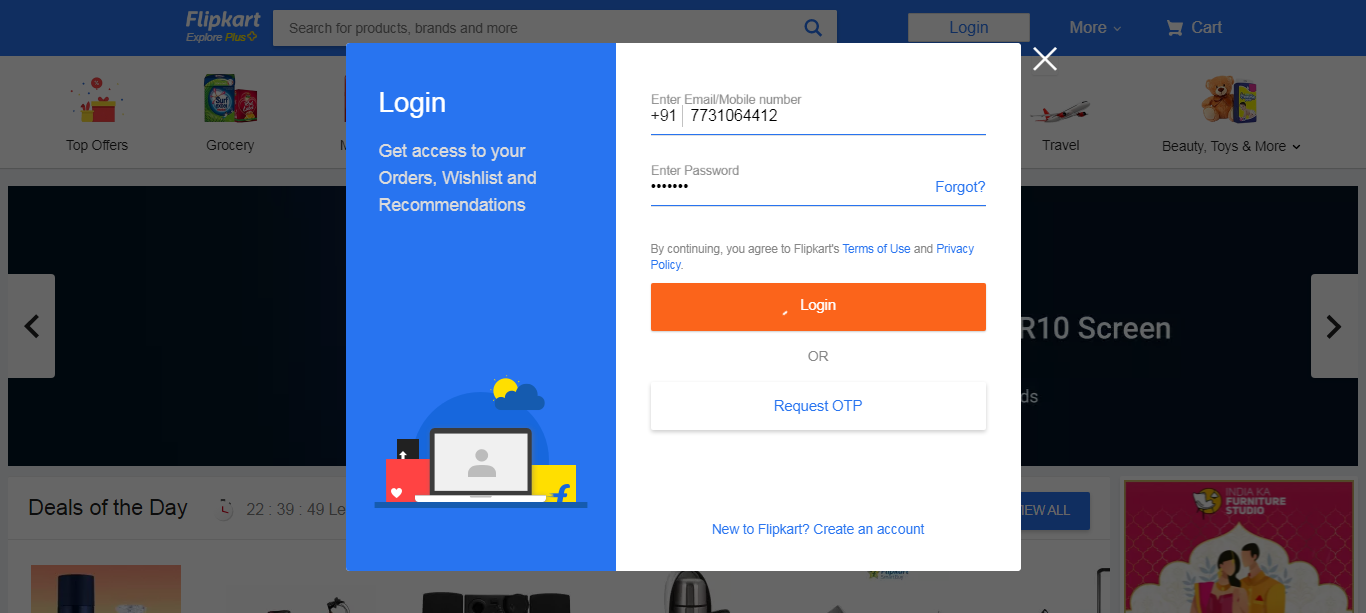 Flipkart
Explore Plus
Search for products, brands and more
Login
More
Cart
Top Offers
Grocery
Travel
Beauty, Toys & More
Login
Get access to your
Orders, Wishlist and
Recommendations
Enter Email/Mobile number
+91 7731064412
Enter Password
Forgot?
By continuing, you agree to Flipkart's Terms of Use and Privacy
Policy.
Login
OR
Request OTP
New to Flipkart? Create an account
R10 Screen
Deals of the Day
22 : 39 : 49 Le
VIEW ALL
INDIA KA
FURNITURE
STUDIO
Flipkart